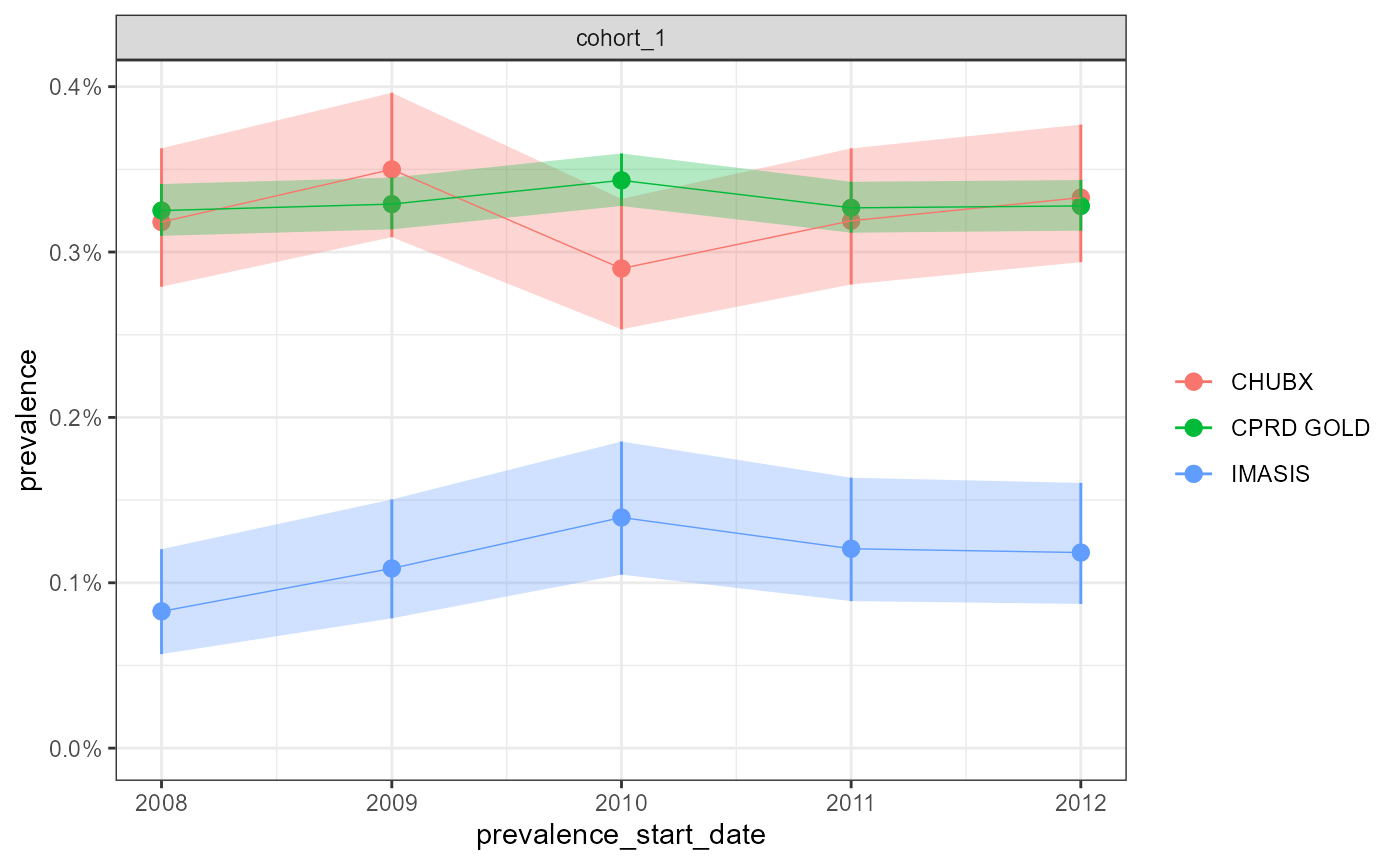 cohort_1
0.4%
0.3%
0.2%
0.1%
0.0%
prevalence
2008 2009 2010 2011 2012
prevalence_start_date
CHUBX
CPRD GOLD
IMASIS